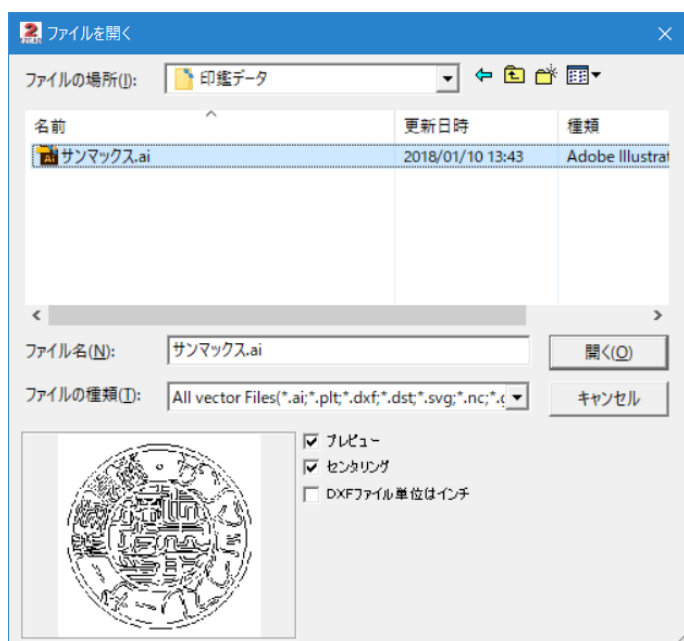 ファイルを開く
ファイルの場所(I):
印鑑データ
名前
更新日時
種類
サンマックス.ai
2018/01/10 13:43
Adobe Illustrat
ファイル名(N):
サンマックス.ai
開く(O)
ファイルの種類(T):
All vector Files(*.ai;*.plt;*.dxf;*.dst;*.svg;*.nc;*.g
キャンセル
プレビュー
センタリング
DXFファイル単位はインチ